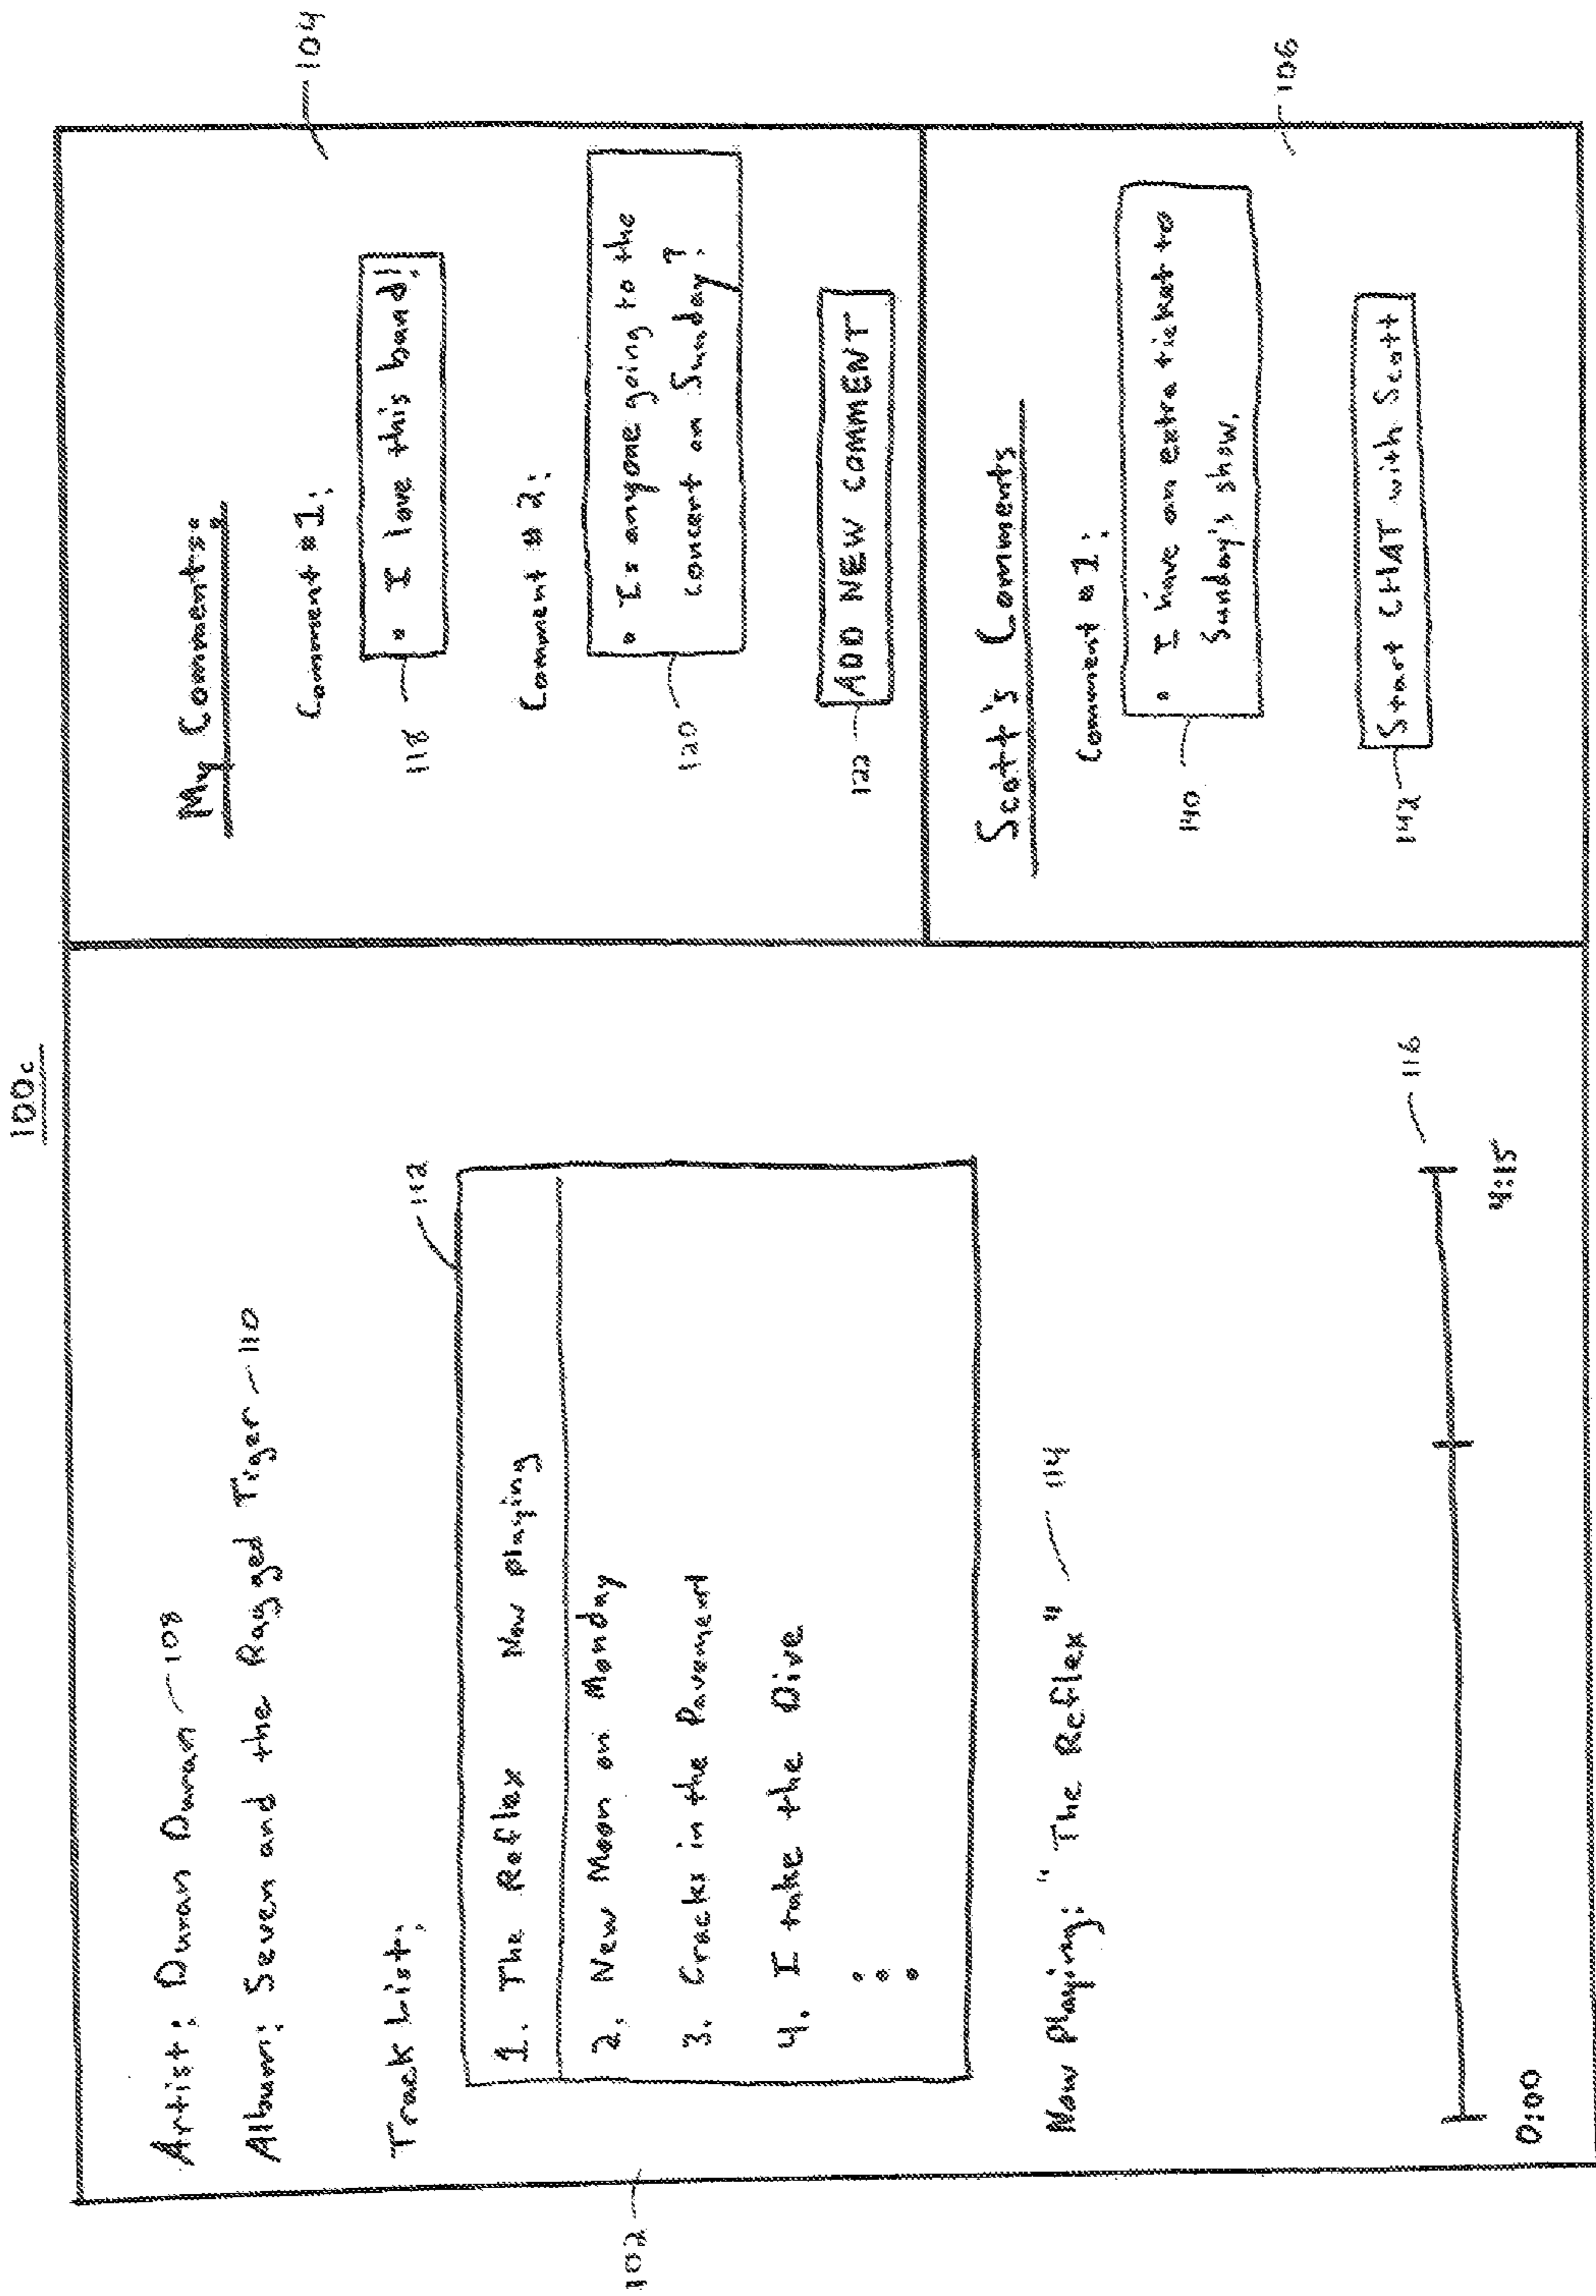 100c
Artist: Duran Duran 108
Album: Seven and the Ragged Tiger 110
Track List:
112
1. The Reflex Now playing
2. New Moon on Monday
3. Cracks in the Pavement
4. I take the Dive
Now Playing: "The Reflex" 114
116
0:00 4:15
102
104
My Comments:
Comment #1:
• I love this band!
118
Comment #2:
• Is anyone going to the
concert on Sunday?
120
ADD NEW COMMENT
122
106
Scott's Comments
Comment #1:
• I have an extra ticket to
Sunday's show.
140
Start CHAT with Scott
142